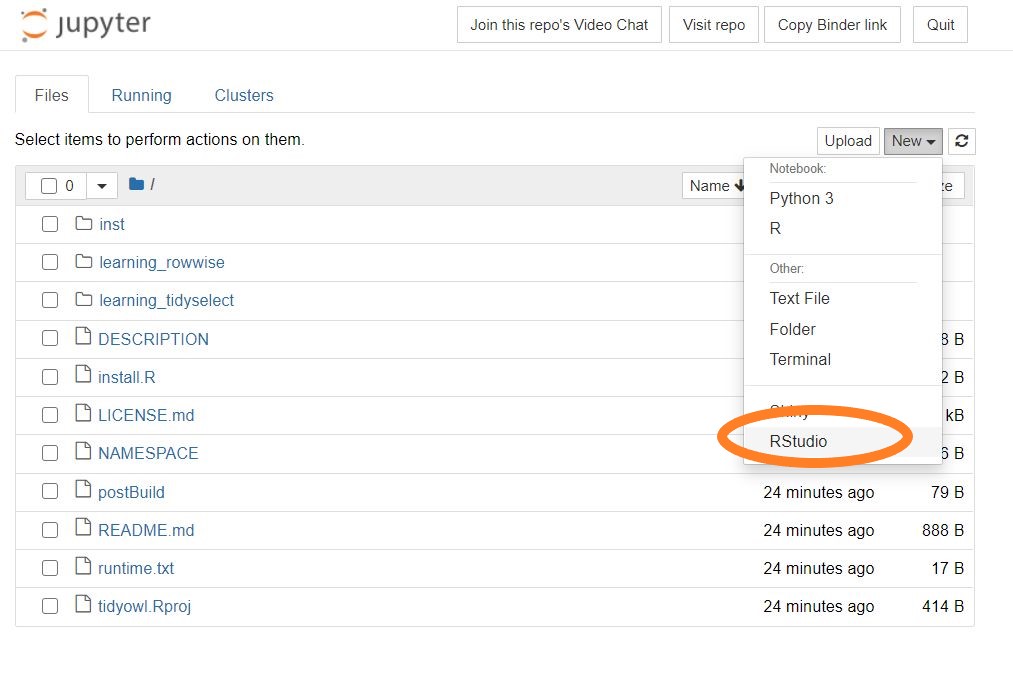 jupyter
Join this repo's Video Chat Visit repo Copy Binder link Quit
Files Running Clusters
Select items to perform actions on them.
Upload New
0 / Name ze
Notebook:
Python 3
R
Other:
Text File
Folder
Terminal
Shiny
RStudio
inst
learning_rowwise
learning_tidyselect
DESCRIPTION 8 B
install.R 2 B
LICENSE.md kB
NAMESPACE 6 B
postBuild 24 minutes ago 79 B
README.md 24 minutes ago 888 B
runtime.txt 24 minutes ago 17 B
tidyowl.Rproj 24 minutes ago 414 B